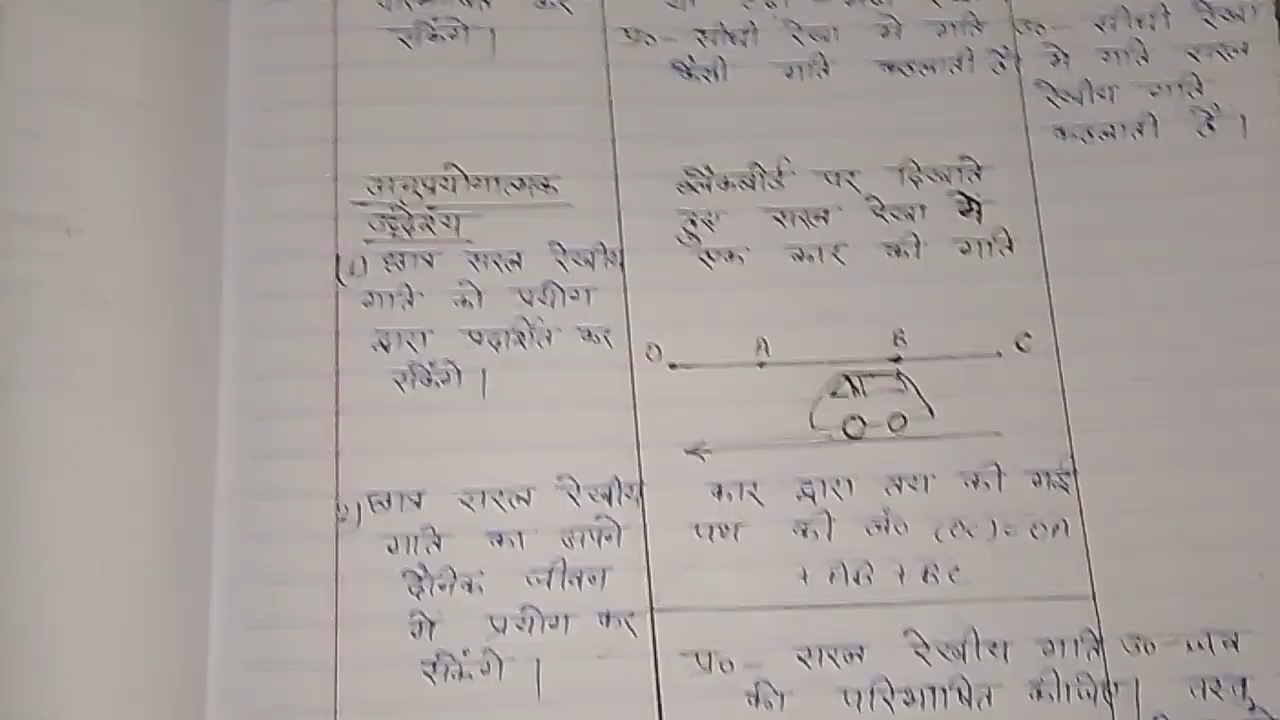 सकेंगे।
अनुप्रयोगात्मक
उद्देश्य
(1) छात्र सरल रेखीय
गति को प्रयोग
द्वारा प्रदर्शित कर
सकेंगे।
2) छात्र सरल रेखीय
गति का अपने
दैनिक जीवन
में प्रयोग कर
सकेंगे।
प्र०- सीधी रेखा में गति
कैसी गति कहलाती है।
ब्लैकबोर्ड पर दिखाते
हुए सरल रेखा में
एक कार की गति
O A B C
कार द्वारा तय की गई
पथ की लं० (OC) = OA
+ AB + BC
प्र०- सरल रेखीय गति
को परिभाषित कीजिए।
उ०- सीधी रेखा
में गति सरल
रेखीय गति
कहलाती है।
उ०- जब